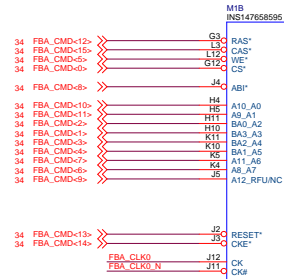 M1B
INS147658595
34 FBA_CMD<12> G3 RAS*
34 FBA_CMD<15> L3 CAS*
34 FBA_CMD<5> L12 WE*
34 FBA_CMD<0> G12 CS*
34 FBA_CMD<8> J4 ABI*
34 FBA_CMD<10> H4 A10_A0
34 FBA_CMD<11> H5 A9_A1
34 FBA_CMD<2> H11 BA0_A2
34 FBA_CMD<1> H10 BA3_A3
34 FBA_CMD<3> K11 BA2_A4
34 FBA_CMD<4> K10 BA1_A5
34 FBA_CMD<7> K5 A11_A6
34 FBA_CMD<6> K4 A8_A7
34 FBA_CMD<9> J5 A12_RFU/NC
34 FBA_CMD<13> J2 RESET*
34 FBA_CMD<14> J3 CKE*
FBA_CLK0 J12 CK
FBA_CLK0_N J11 CK#